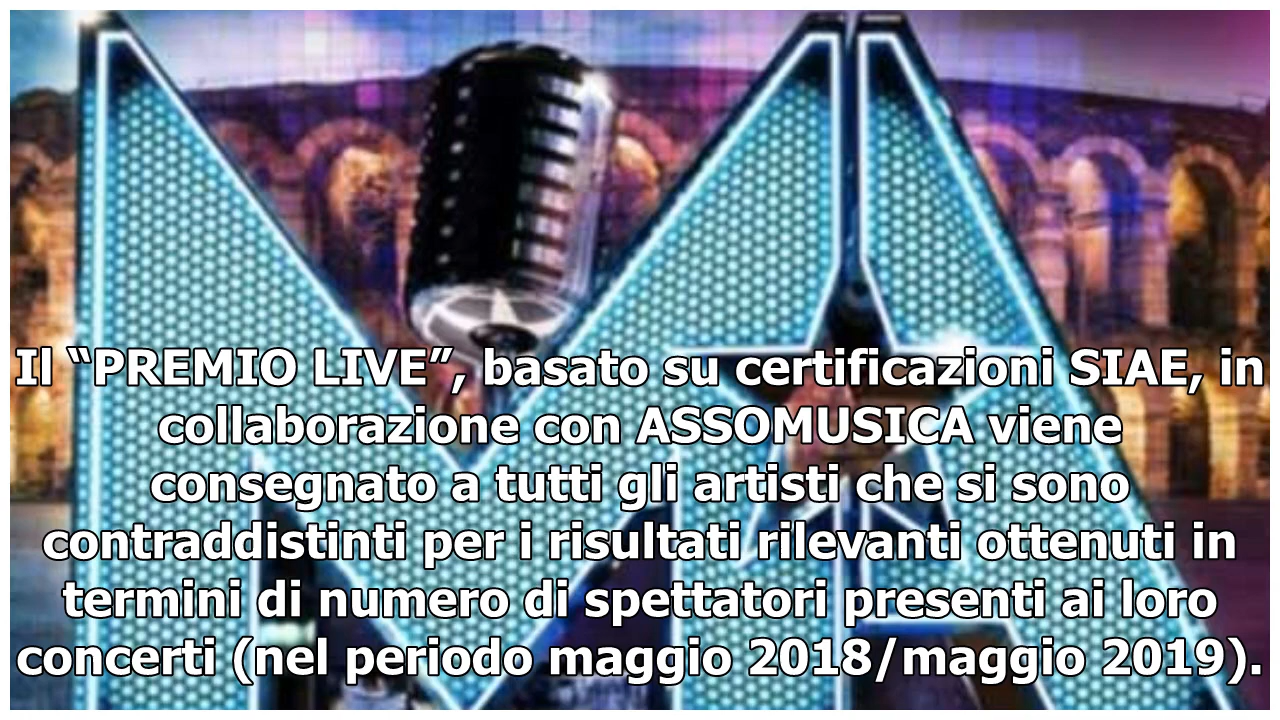 Il “PREMIO LIVE”, basato su certificazioni SIAE, in
collaborazione con ASSOMUSICA viene
consegnato a tutti gli artisti che si sono
contraddistinti per i risultati rilevanti ottenuti in
termini di numero di spettatori presenti ai loro
concerti (nel periodo maggio 2018/maggio 2019).